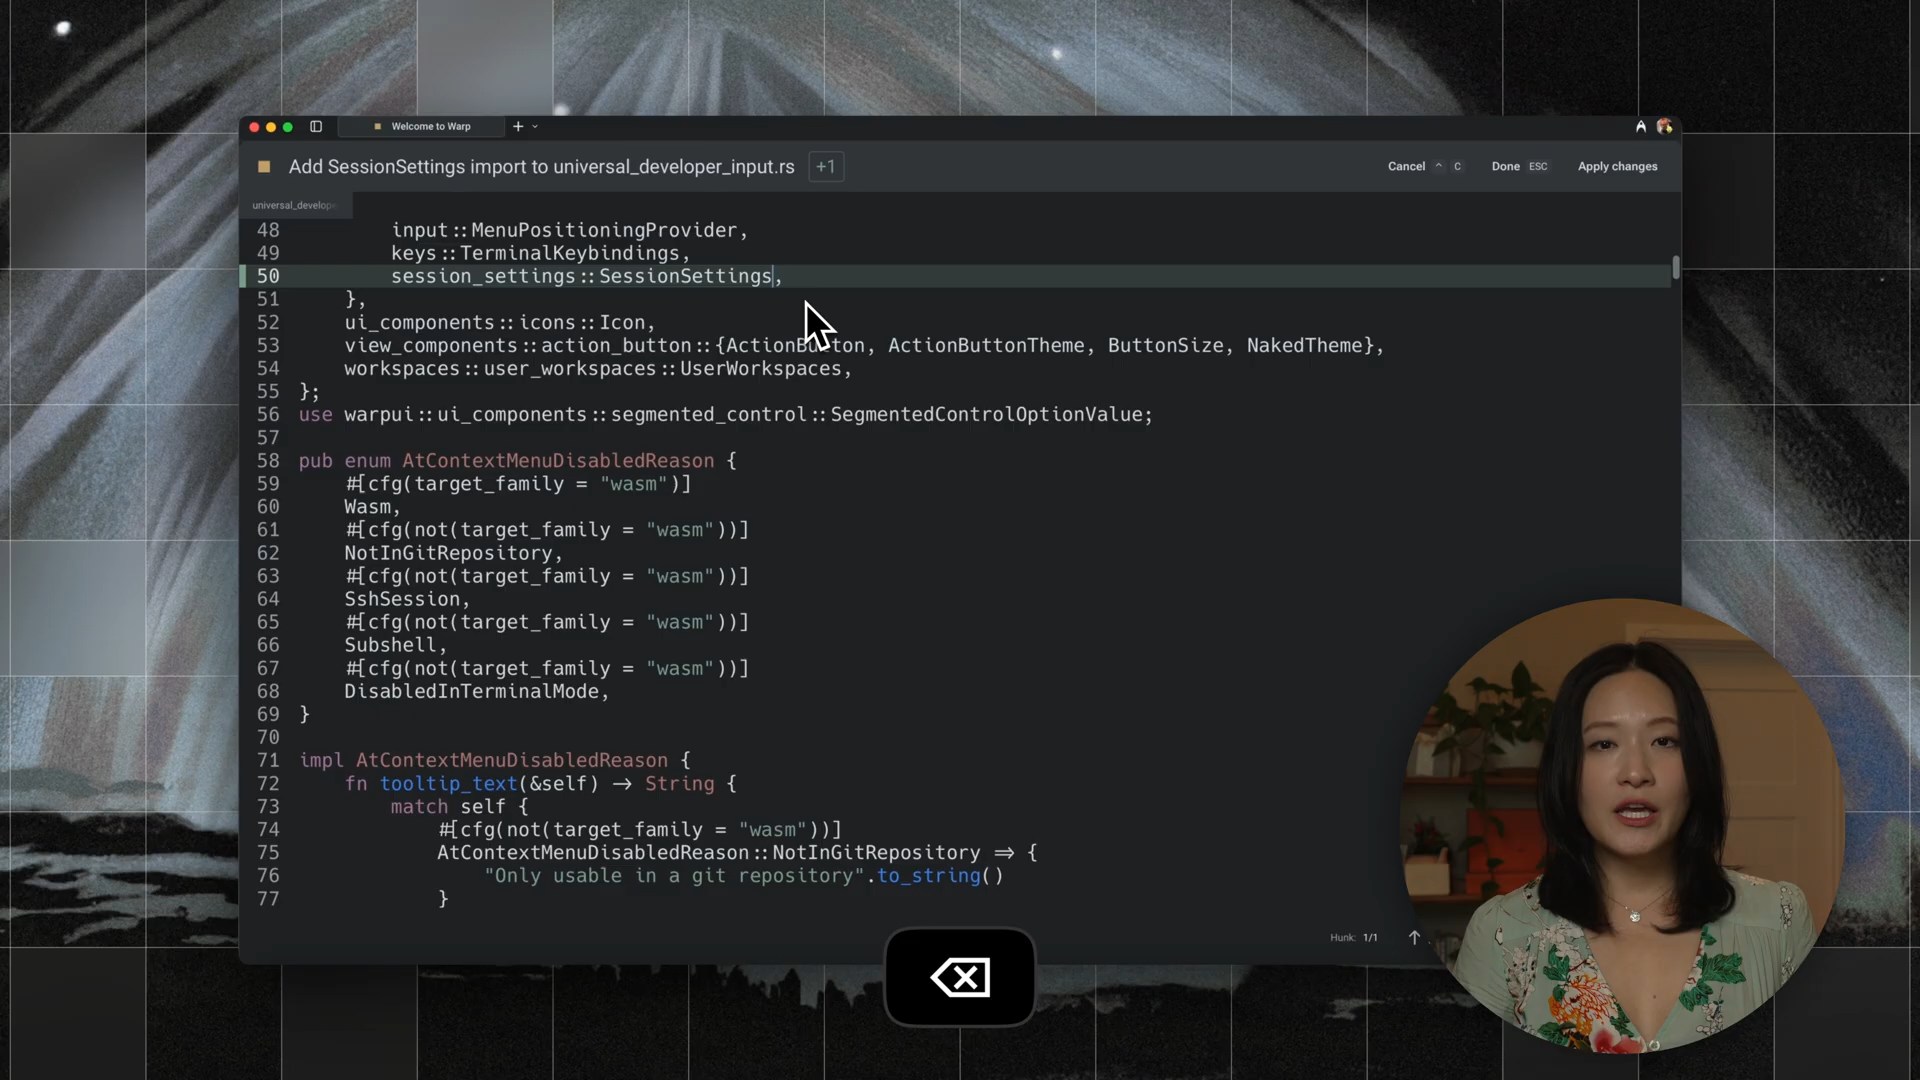 Welcome to Warp
Add SessionSettings import to universal_developer_input.rs +1
Cancel ^ C Done ESC Apply changes
universal_develope
48 input::MenuPositioningProvider,
49 keys::TerminalKeybindings,
50 session_settings::SessionSettings,
51 },
52 ui_components::icons::Icon,
53 view_components::action_button::{ActionButton, ActionButtonTheme, ButtonSize, NakedTheme},
54 workspaces::user_workspaces::UserWorkspaces,
55 };
56 use warpui::ui_components::segmented_control::SegmentedControlOptionValue;
57
58 pub enum AtContextMenuDisabledReason {
59 #[cfg(target_family = "wasm")]
60 Wasm,
61 #[cfg(not(target_family = "wasm"))]
62 NotInGitRepository,
63 #[cfg(not(target_family = "wasm"))]
64 SshSession,
65 #[cfg(not(target_family = "wasm"))]
66 Subshell,
67 #[cfg(not(target_family = "wasm"))]
68 DisabledInTerminalMode,
69 }
70
71 impl AtContextMenuDisabledReason {
72 fn tooltip_text(&self) -> String {
73 match self {
74 #[cfg(not(target_family = "wasm"))]
75 AtContextMenuDisabledReason::NotInGitRepository => {
76 "Only usable in a git repository".to_string()
77 }
Hunk: 1/1